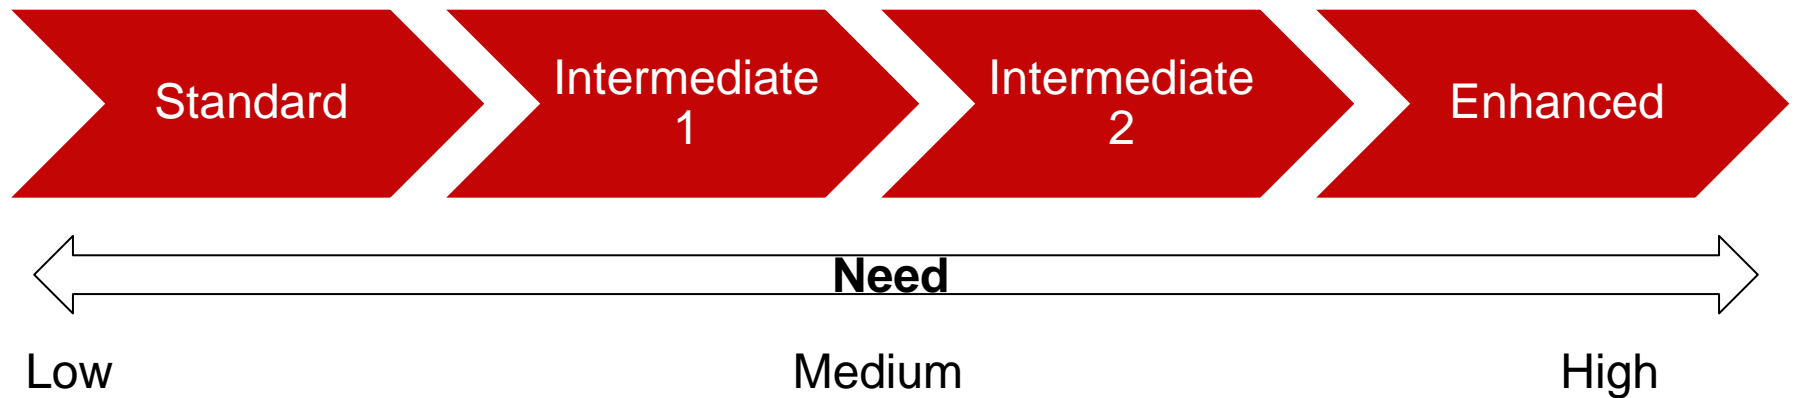 Standard
Intermediate
1
Intermediate
2
Enhanced
Need
Low
Medium
High